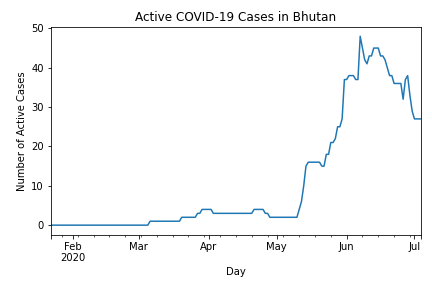 Active COVID-19 Cases in Bhutan
50
40
30
20
10
0
Number of Active Cases
Feb Mar Apr May Jun Jul
2020
Day